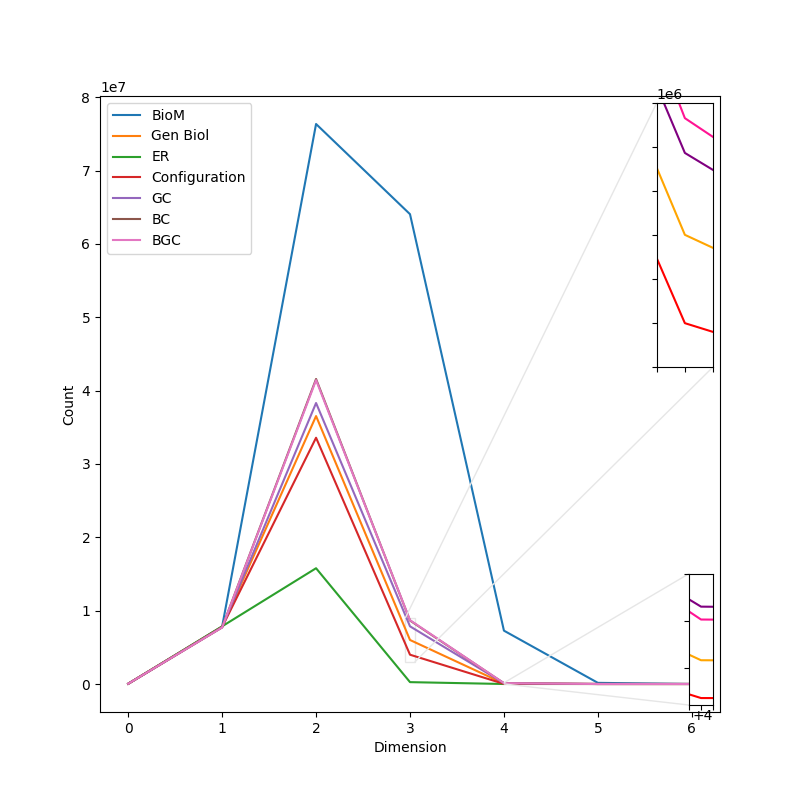 1e7
1e6
BioM
Gen Biol
ER
Configuration
GC
BC
BGC
8
7
6
5
4
3
2
1
0
Count
0 1 2 3 4 5 6
+4
Dimension